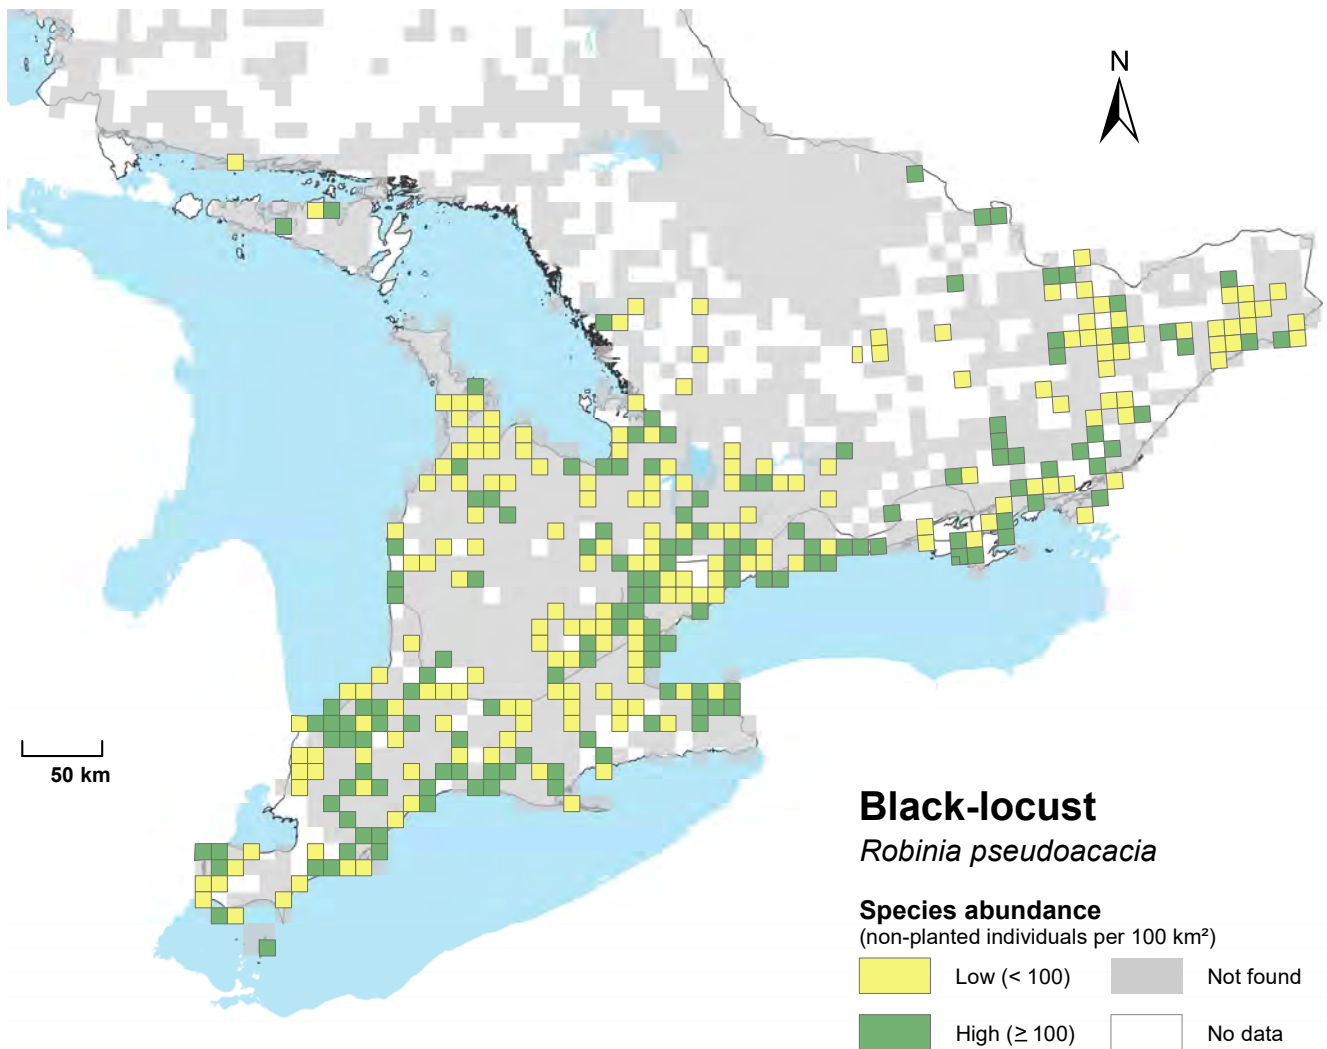 N
50 km
Black-locust
Robinia pseudoacacia
Species abundance
(non-planted individuals per 100 km²)
Low (< 100)
Not found
High (≥ 100)
No data